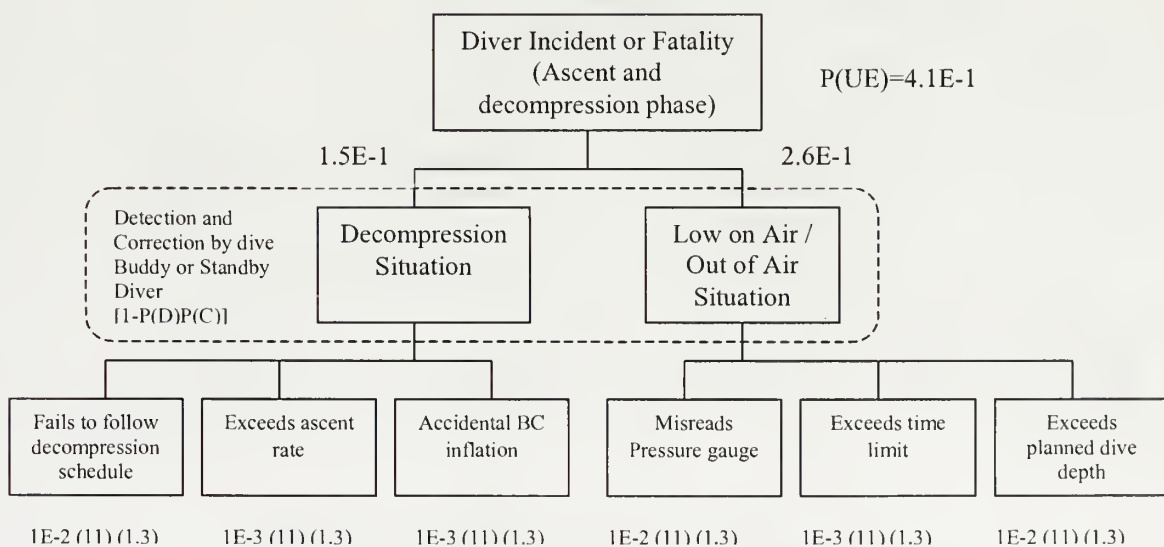 Diver Incident or Fatality
(Ascent and
decompression phase)
P(UE)=4.1E-1
1.5E-1
2.6E-1
Detection and
Correction by dive
Buddy or Standby
Diver
[1-P(D)P(C)]
Decompression
Situation
Low on Air /
Out of Air
Situation
Fails to follow
decompression
schedule
Exceeds ascent
rate
Accidental BC
inflation
Misreads
Pressure gauge
Exceeds time
limit
Exceeds
planned dive
depth
1E-2 (11) (1.3)
1E-3 (11) (1.3)
1E-3 (11) (1.3)
1E-2 (11) (1.3)
1E-3 (11) (1.3)
1E-2 (11) (1.3)